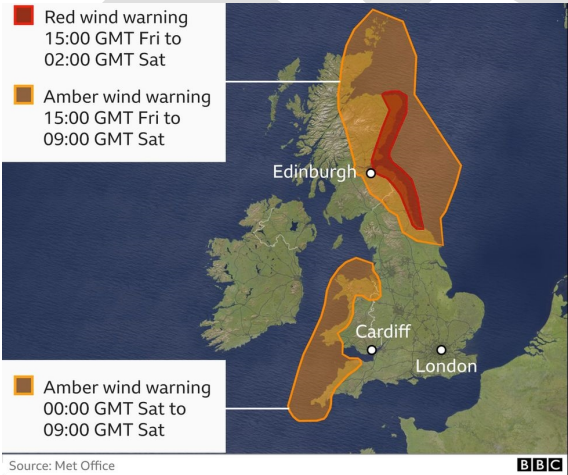 Red wind warning
15:00 GMT Fri to
02:00 GMT Sat
Amber wind warning
15:00 GMT Fri to
09:00 GMT Sat
Edinburgh
Cardiff
London
Amber wind warning
00:00 GMT Sat to
09:00 GMT Sat
Source: Met Office
BBC